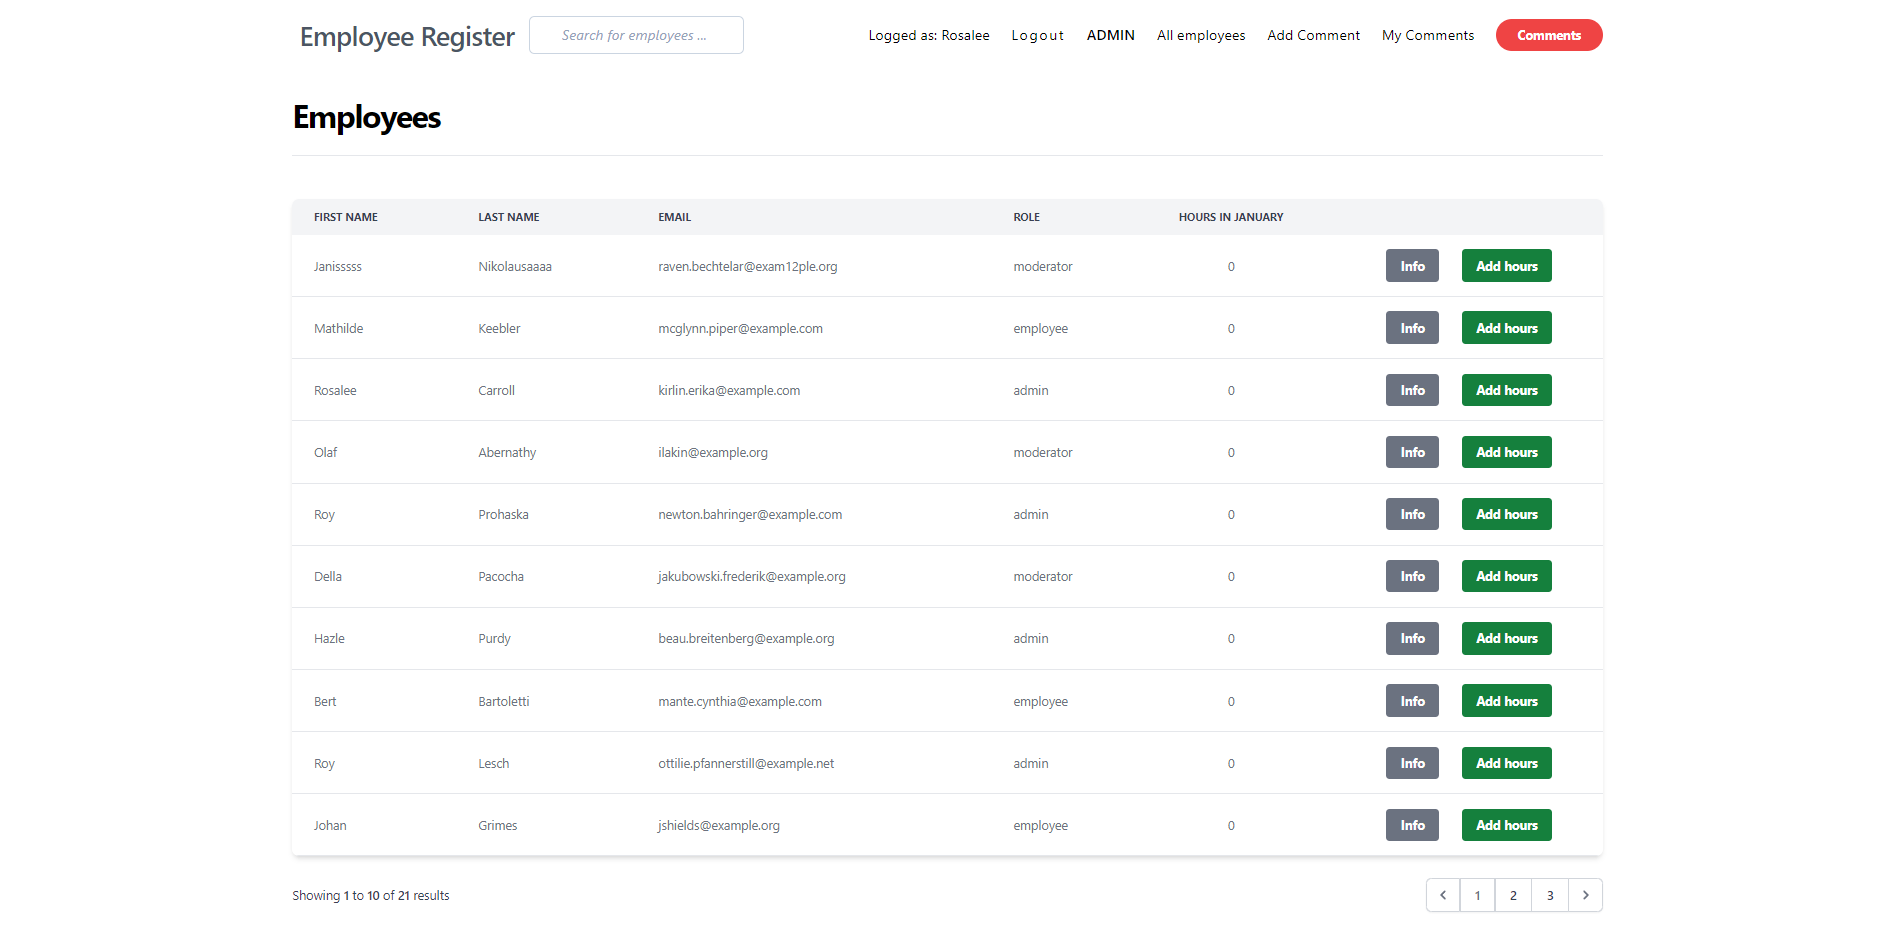 Employee Register Search for employees ... Logged as: Rosalee Logout ADMIN All employees Add Comment My Comments Comments
Employees
FIRST NAME LAST NAME EMAIL ROLE HOURS IN JANUARY
Janisssss Nikolausaaaa raven.bechtelar@exam12ple.org moderator 0 Info Add hours
Mathilde Keebler mcglynn.piper@example.com employee 0 Info Add hours
Rosalee Carroll kirlin.erika@example.com admin 0 Info Add hours
Olaf Abernathy ilakin@example.org moderator 0 Info Add hours
Roy Prohaska newton.bahringer@example.com admin 0 Info Add hours
Della Pacocha jakubowski.frederik@example.org moderator 0 Info Add hours
Hazle Purdy beau.breitenberg@example.org admin 0 Info Add hours
Bert Bartoletti mante.cynthia@example.com employee 0 Info Add hours
Roy Lesch ottilie.pfannerstill@example.net admin 0 Info Add hours
Johan Grimes jshields@example.org employee 0 Info Add hours
Showing 1 to 10 of 21 results 1 2 3